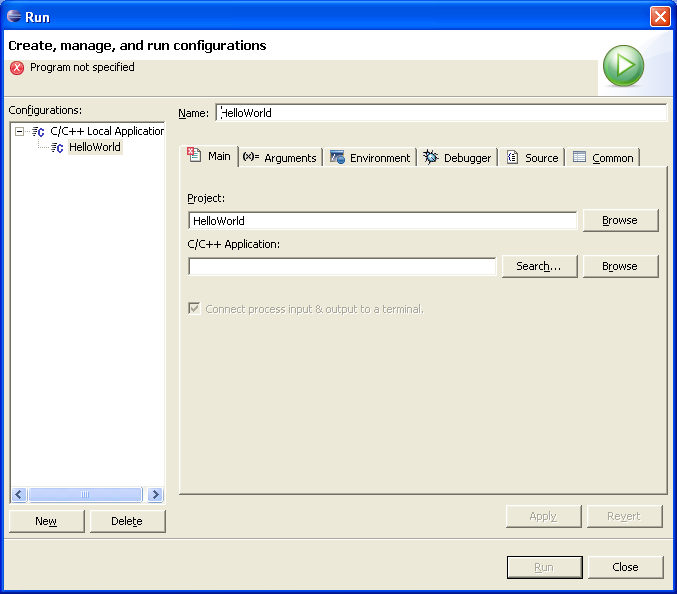 Run
Create, manage, and run configurations
Program not specified
Configurations:
C/C++ Local Application
HelloWorld
New Delete
Name: HelloWorld
Main (x)= Arguments Environment Debugger Source Common
Project:
HelloWorld Browse
C/C++ Application:
Search... Browse
Connect process input & output to a terminal.
Apply Revert
Run Close